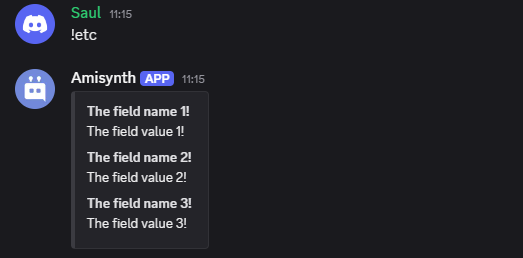 Saul 11:15
!etc
Amisynth APP 11:15
The field name 1!
The field value 1!
The field name 2!
The field value 2!
The field name 3!
The field value 3!